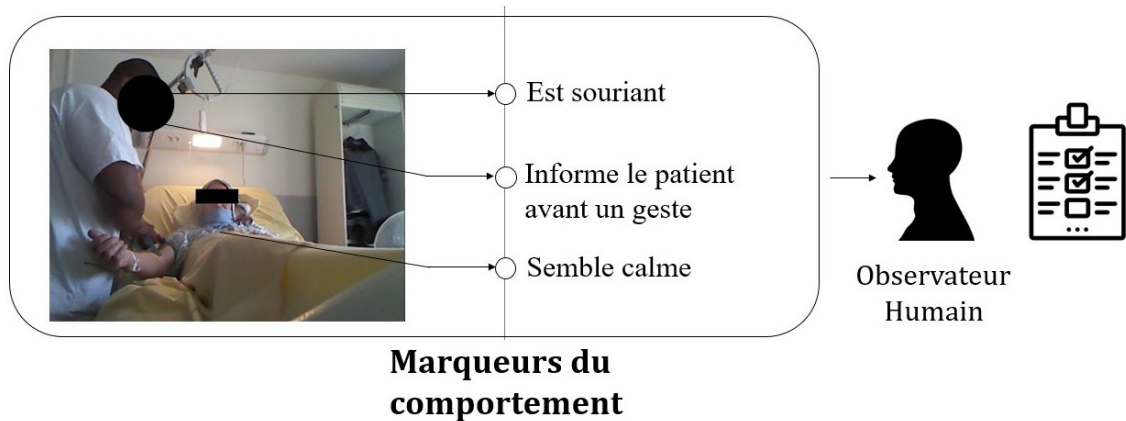 Est souriant
Informe le patient
avant un geste
Semble calme
Observateur
Humain
Marqueurs du
comportement